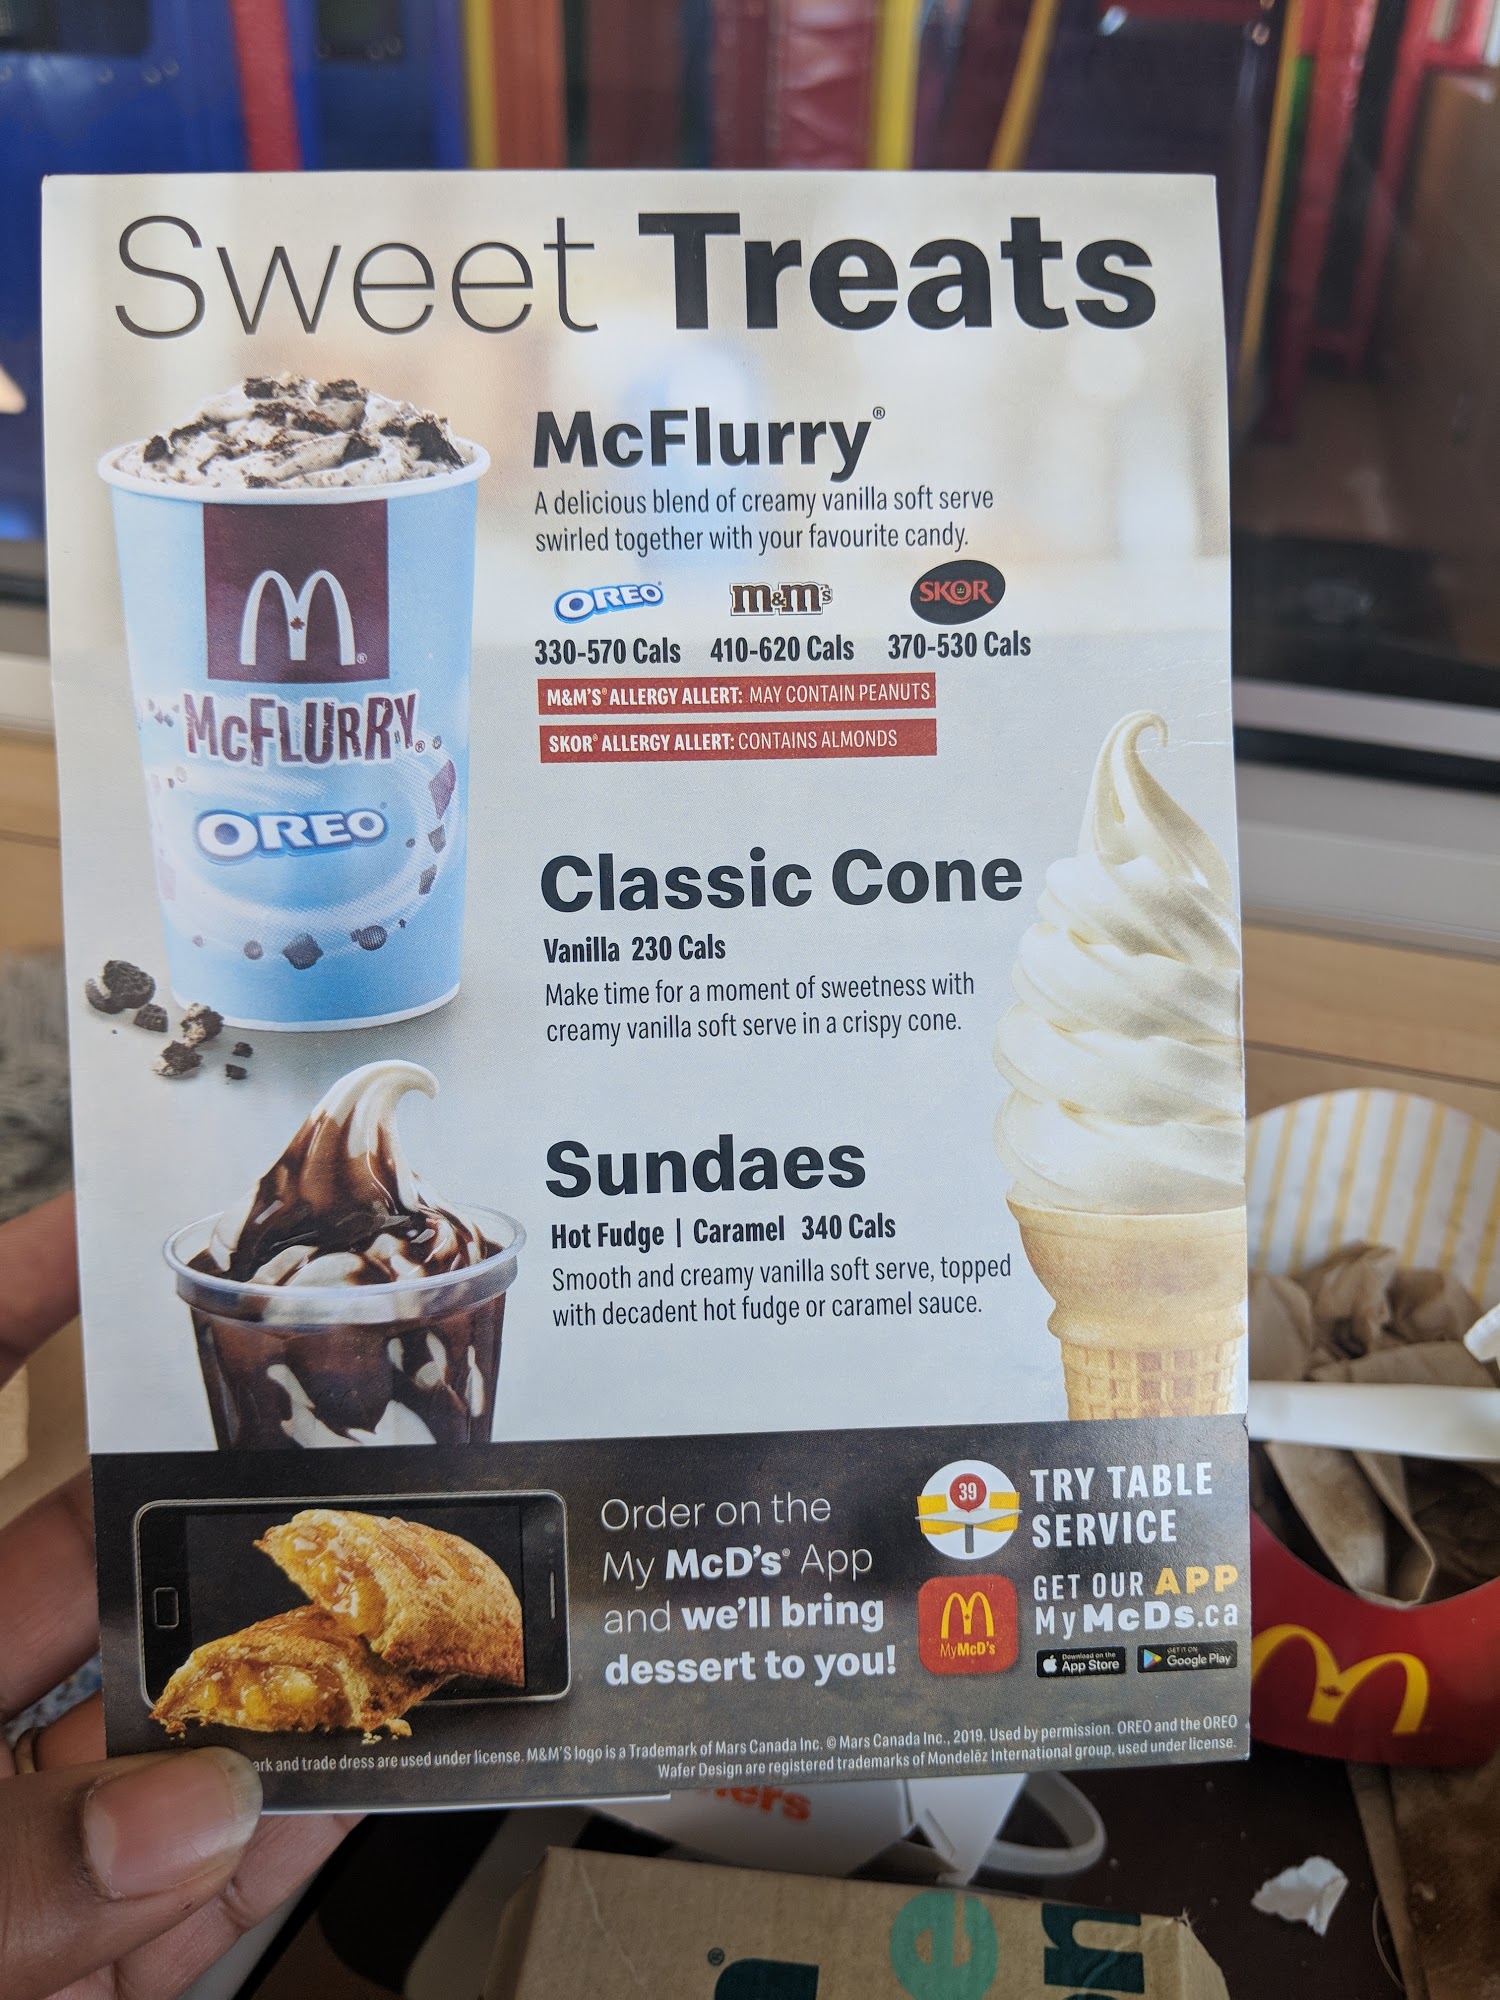 Sweet Treats
McFlurry®
A delicious blend of creamy vanilla soft serve
swirled together with your favourite candy.
OREO m&m's SKOR
330-570 Cals 410-620 Cals 370-530 Cals
M&M'S® ALLERGY ALLERT: MAY CONTAIN PEANUTS
SKOR® ALLERGY ALLERT: CONTAINS ALMONDS
McFLURRY®
OREO
Classic Cone
Vanilla 230 Cals
Make time for a moment of sweetness with
creamy vanilla soft serve in a crispy cone.
Sundaes
Hot Fudge | Caramel 340 Cals
Smooth and creamy vanilla soft serve, topped
with decadent hot fudge or caramel sauce.
Order on the
My McD's® App
and we'll bring
dessert to you!
39
TRY TABLE
SERVICE
MyMcD's
GET OUR APP
MyMcDs.ca
Download on the
App Store
GET IT ON
Google Play
and trade dress are used under license. M&M'S logo is a Trademark of Mars Canada Inc. © Mars Canada Inc., 2019. Used by permission. OREO and the OREO
Wafer Design are registered trademarks of Mondelēz International group, used under license.